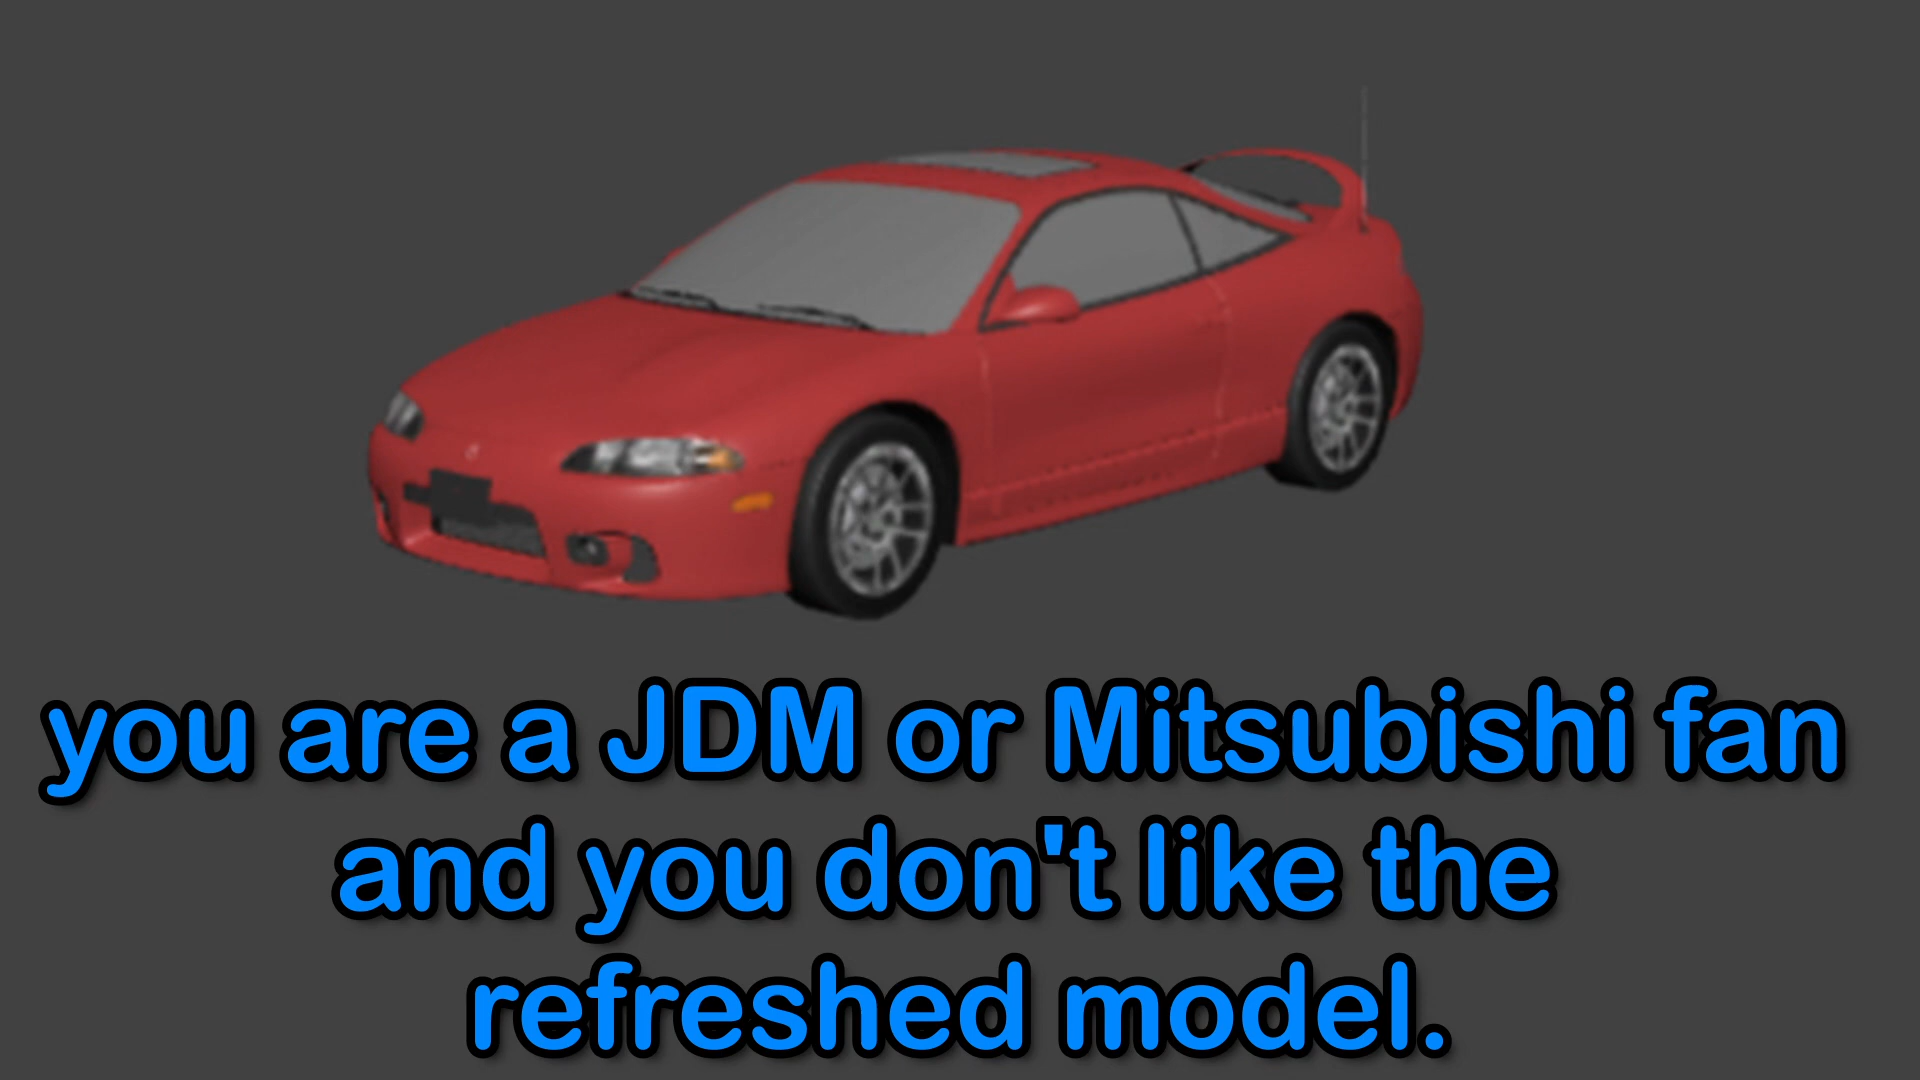 you are a JDM or Mitsubishi fan
and you don't like the
refreshed model.